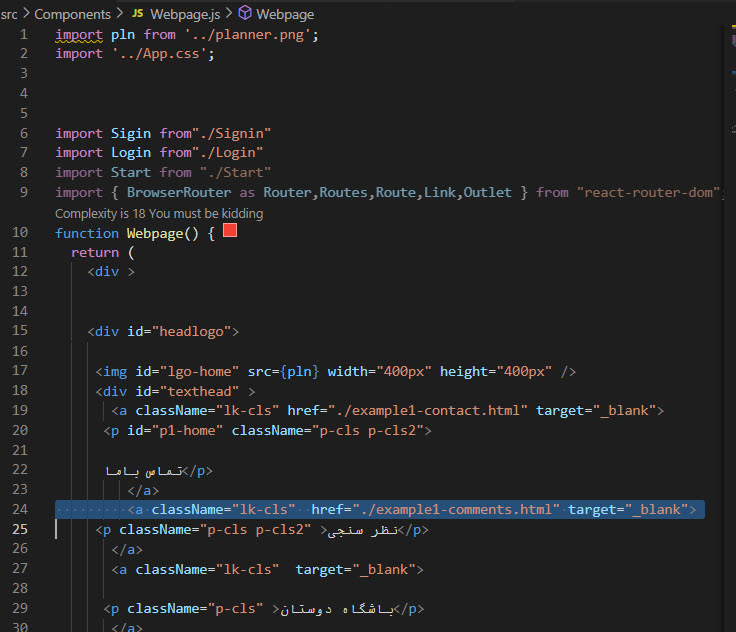 src > Components > JS Webpage.js > Webpage
1 import pln from '../planner.png';
2 import '../App.css';
3
4
5
6 import Sigin from"./Signin"
7 import Login from"./Login"
8 import Start from "./Start"
9 import { BrowserRouter as Router,Routes,Route,Link,Outlet } from "react-router-dom";
Complexity is 18 You must be kidding
10 function Webpage() {
11 return (
12 <div >
13
14
15 <div id="headlogo">
16
17 <img id="lgo-home" src={pln} width="400px" height="400px" />
18 <div id="texthead" >
19 <a className="lk-cls" href="./example1-contact.html" target="_blank">
20 <p id="p1-home" className="p-cls p-cls2">
21
22 تماس باما</p>
23 </a>
24 <a className="lk-cls"  href="./example1-comments.html" target="_blank">
25 <p className="p-cls p-cls2" >نظر سنجی</p>
26 </a>
27 <a className="lk-cls"  target="_blank">
28
29 <p className="p-cls" >باشگاه دوستان</p>
30 </a>